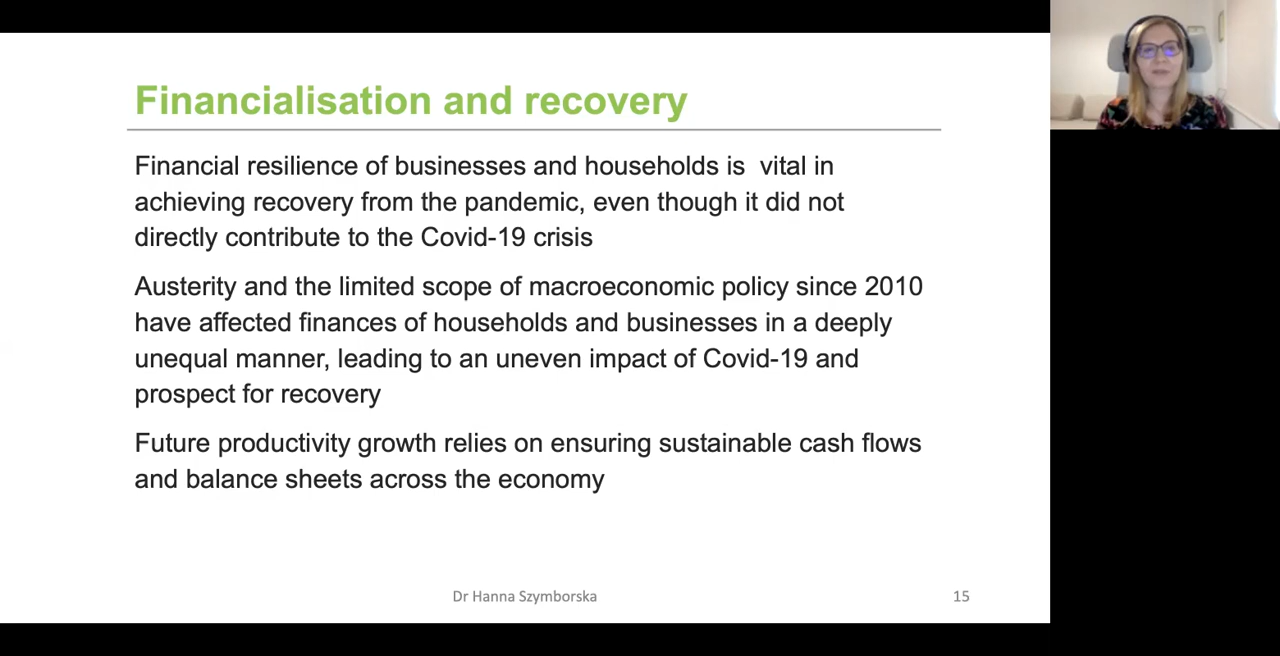 Financialisation and recovery
Financial resilience of businesses and households is  vital in
achieving recovery from the pandemic, even though it did not
directly contribute to the Covid-19 crisis
Austerity and the limited scope of macroeconomic policy since 2010
have affected finances of households and businesses in a deeply
unequal manner, leading to an uneven impact of Covid-19 and
prospect for recovery
Future productivity growth relies on ensuring sustainable cash flows
and balance sheets across the economy
Dr Hanna Szymborska
15